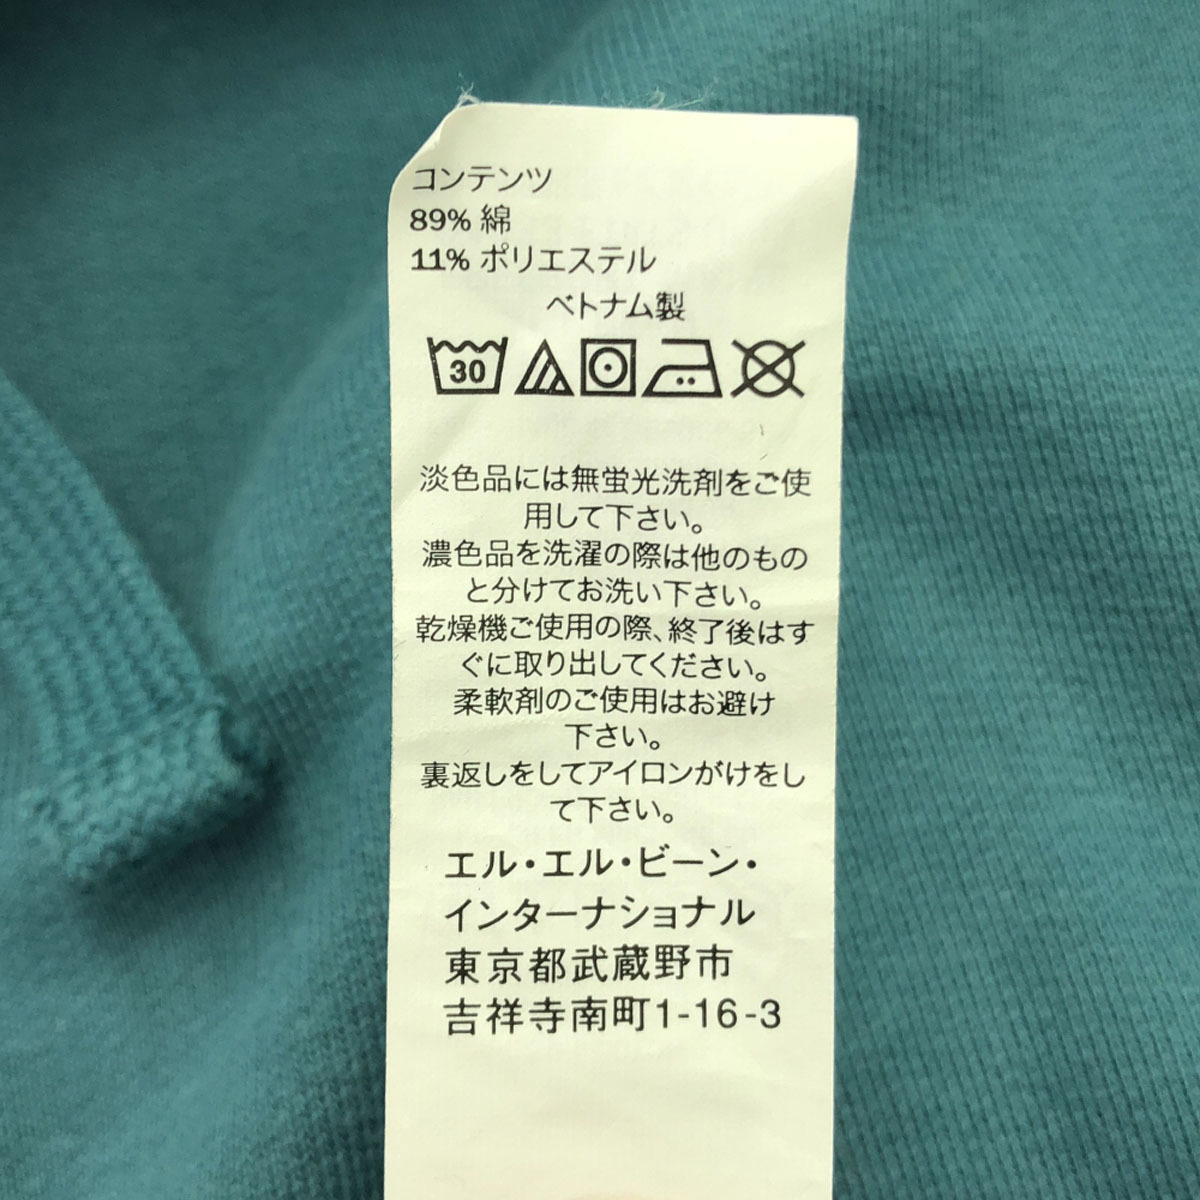 コンテンツ
89% 綿
11% ポリエステル
ベトナム製
30
淡色品には無蛍光洗剤をご使
用して下さい。
濃色品を洗濯の際は他のもの
と分けてお洗い下さい。
乾燥機ご使用の際、終了後はす
ぐに取り出してください。
柔軟剤のご使用はお避け
下さい。
裏返しをしてアイロンがけをし
て下さい。
エル・エル・ビーン・
インターナショナル
東京都武蔵野市
吉祥寺南町1-16-3